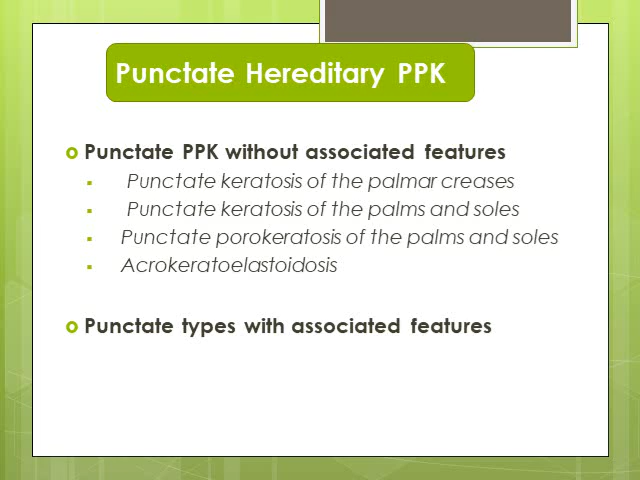 Punctate Hereditary PPK
Punctate PPK without associated features
Punctate keratosis of the palmar creases
Punctate keratosis of the palms and soles
Punctate porokeratosis of the palms and soles
Acrokeratoelastoidosis
Punctate types with associated features